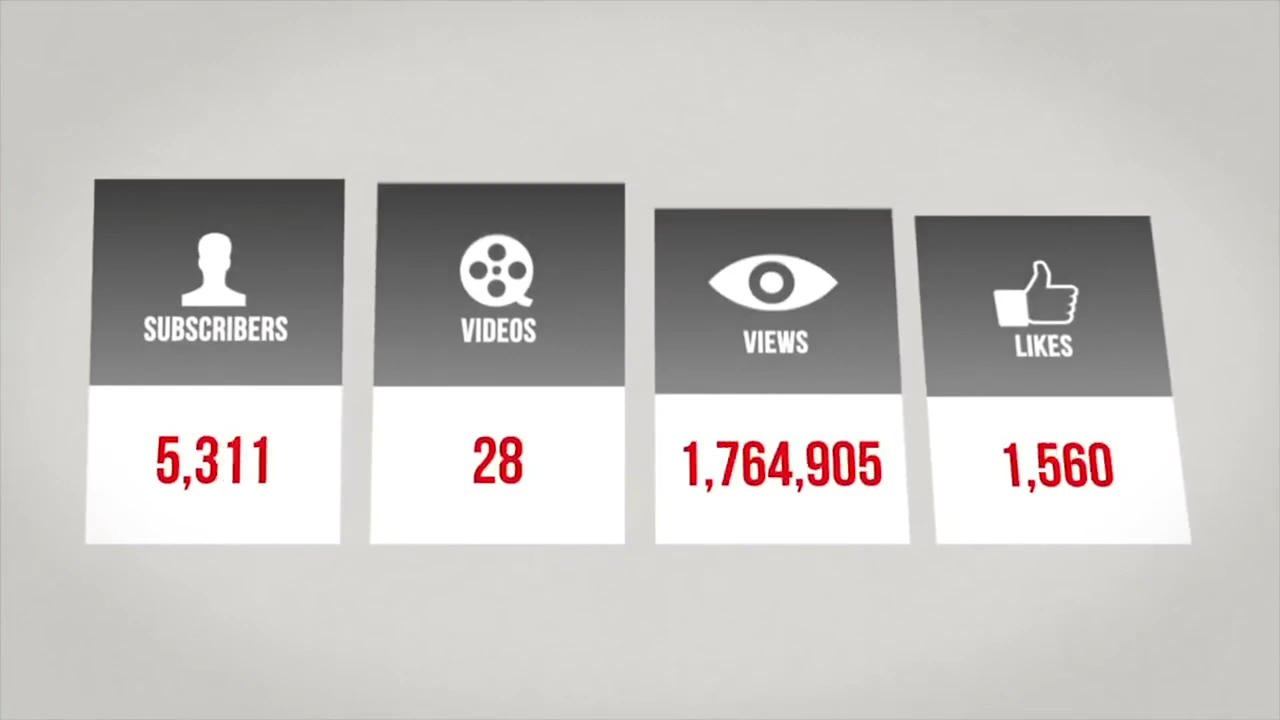 SUBSCRIBERS
5,311
VIDEOS
28
VIEWS
1,764,905
LIKES
1,560